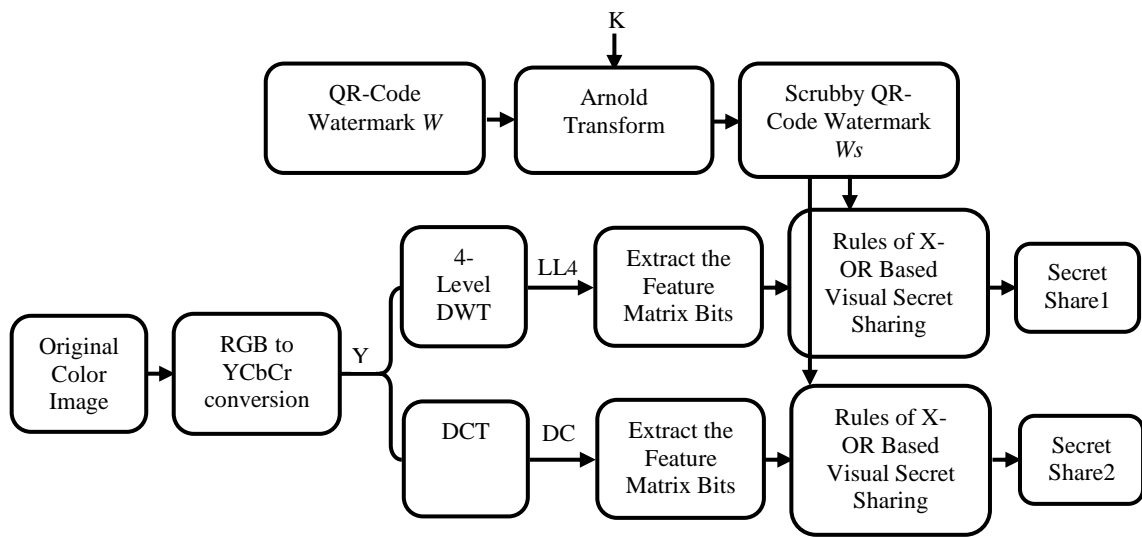 K
QR-Code
Watermark W
Arnold
Transform
Scrubby QR-
Code Watermark
Ws
4-
Level
DWT
LL4
Extract the
Feature
Matrix Bits
Rules of X-
OR Based
Visual Secret
Sharing
Secret
Share1
Original
Color
Image
RGB to
YCbCr
conversion
Y
DCT
DC
Extract the
Feature
Matrix Bits
Rules of X-
OR Based
Visual Secret
Sharing
Secret
Share2